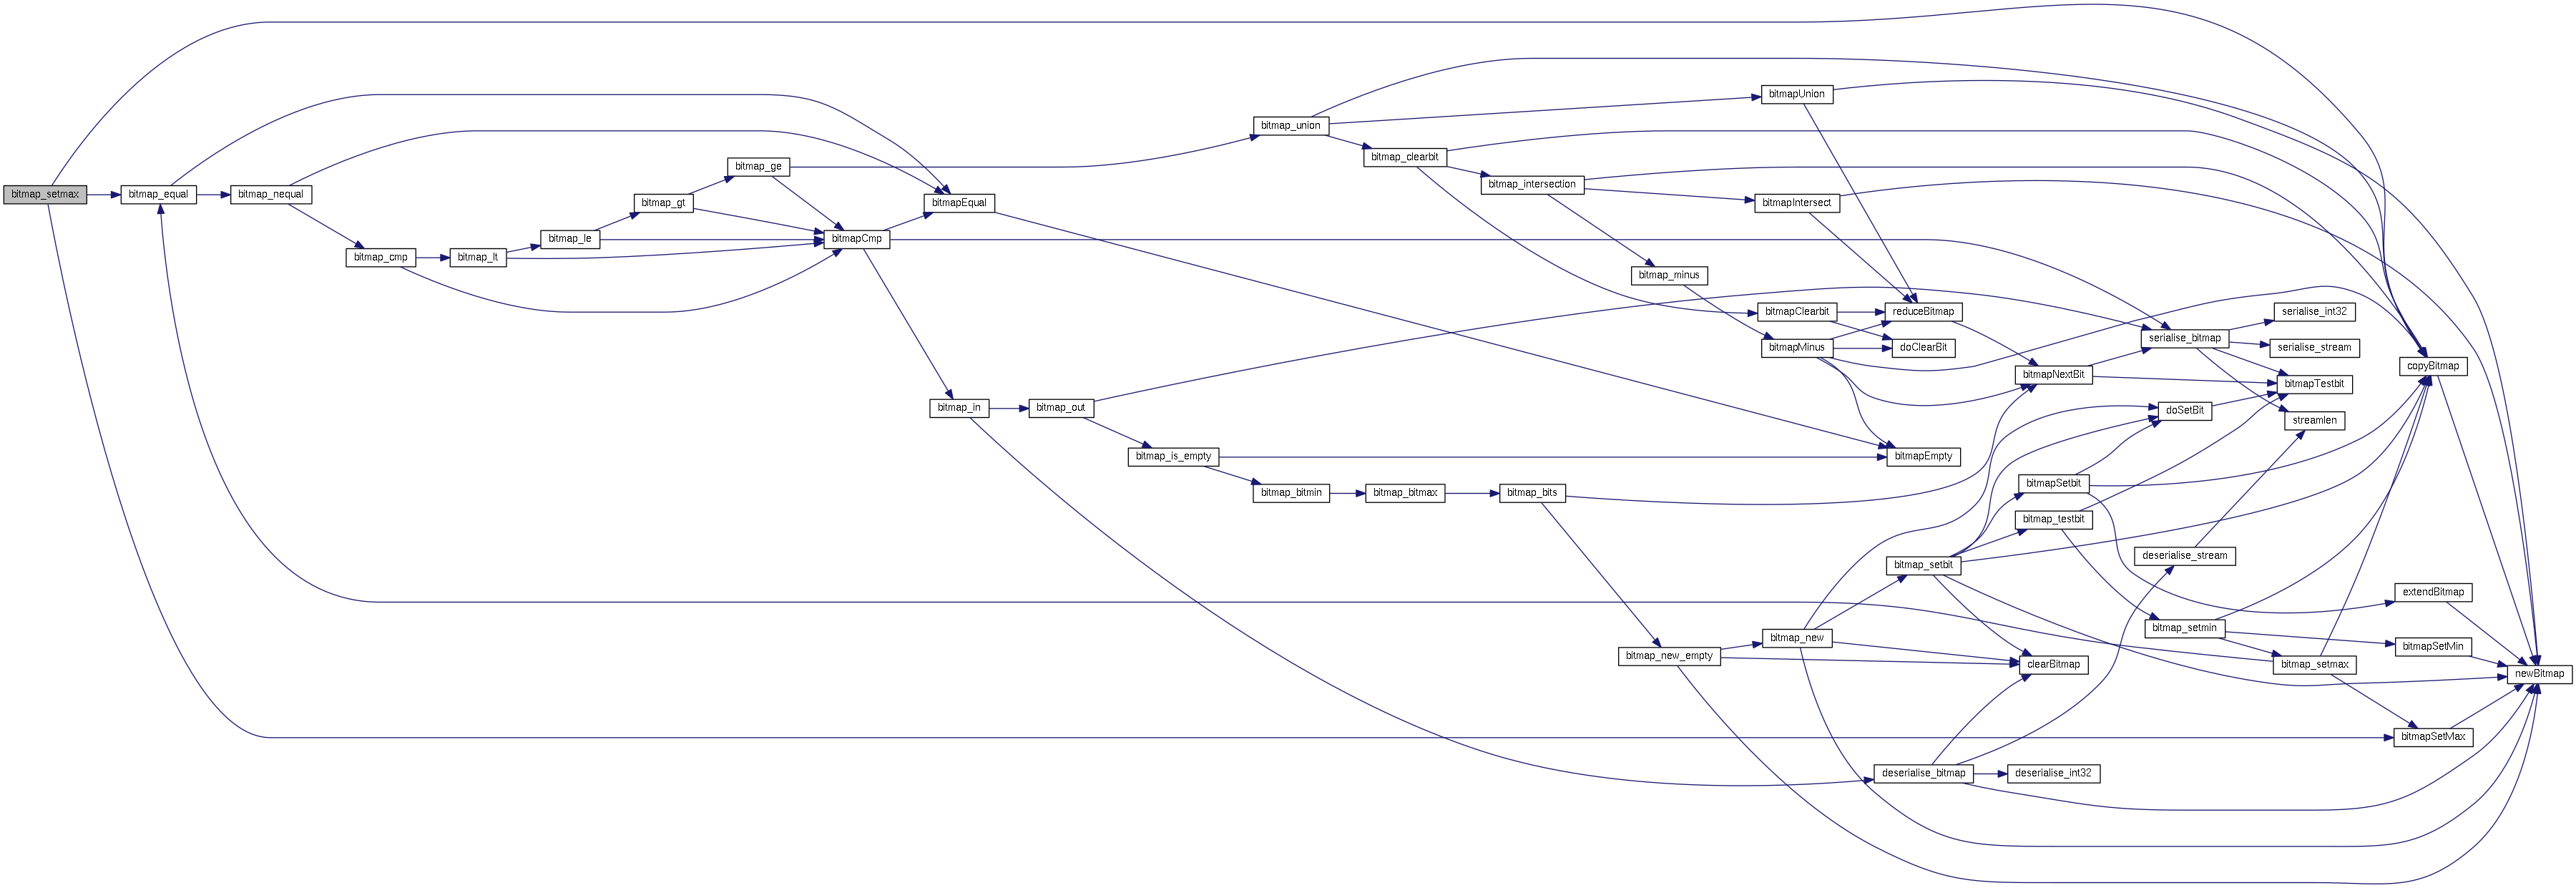 bitmap_setmax
bitmap_equal
bitmap_nequal
bitmap_cmp
bitmap_lt
bitmap_le
bitmap_gt
bitmap_ge
bitmapCmp
bitmapEqual
bitmap_in
bitmap_out
bitmap_is_empty
bitmap_bitmin
bitmap_bitmax
bitmap_bits
bitmap_union
bitmap_clearbit
bitmap_intersection
bitmap_minus
bitmap_new_empty
bitmapUnion
bitmapIntersect
bitmapClearbit
bitmapMinus
bitmap_new
reduceBitmap
doClearBit
bitmapEmpty
bitmap_setbit
deserialise_bitmap
bitmapNextBit
bitmapSetbit
bitmap_testbit
clearBitmap
deserialise_int32
serialise_bitmap
doSetBit
deserialise_stream
bitmap_setmin
serialise_int32
serialise_stream
bitmapTestbit
streamlen
bitmap_setmax
copyBitmap
extendBitmap
bitmapSetMin
bitmapSetMax
newBitmap